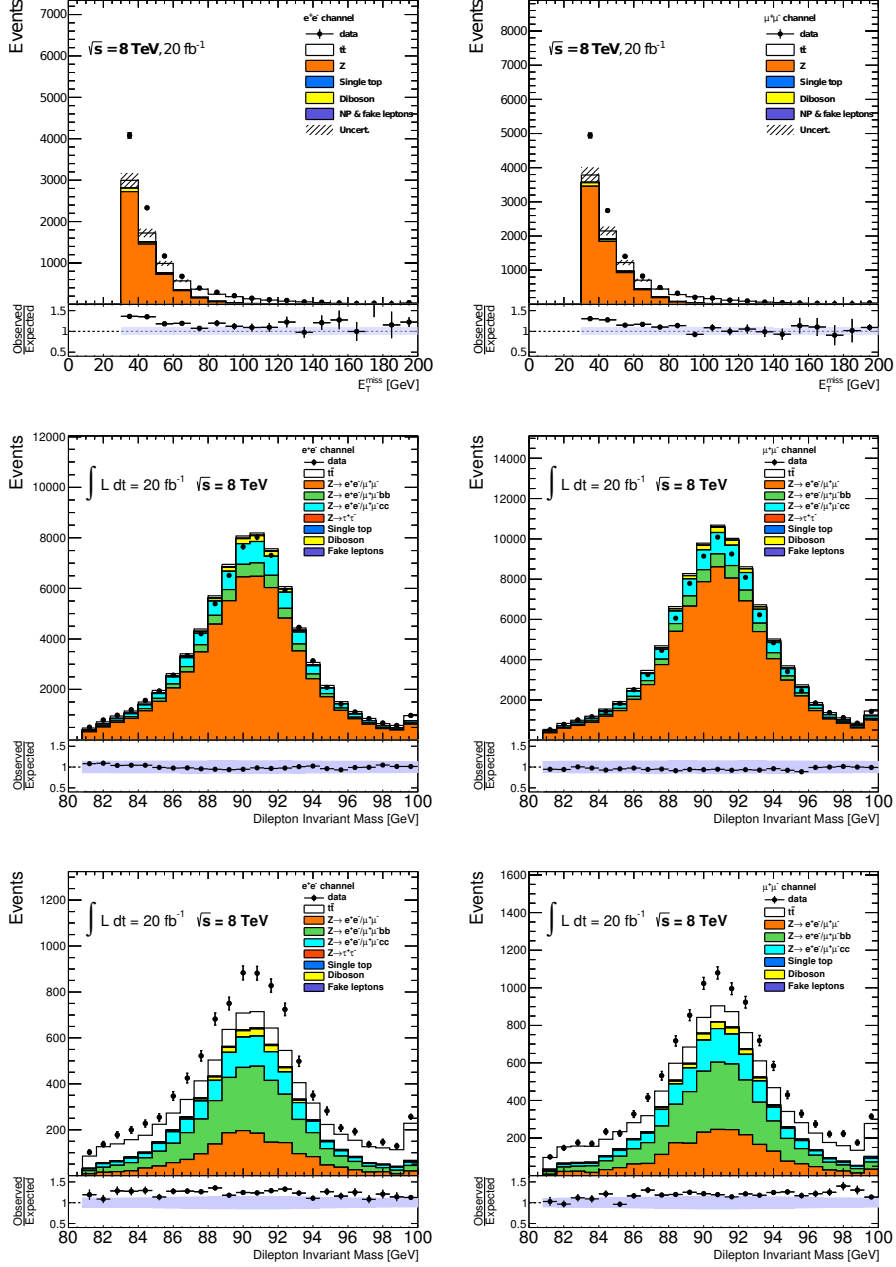 Events
7000
6000
5000
4000
3000
2000
1000
√s = 8 TeV, 20 fb⁻¹
e⁺e⁻ channel
data
tt̄
Z
Single top
Diboson
NP & fake leptons
Uncert.
Observed
Expected
1.5
1
0.5
0 20 40 60 80 100 120 140 160 180 200
E_T^miss [GeV]
Events
8000
7000
6000
5000
4000
3000
2000
1000
√s = 8 TeV, 20 fb⁻¹
μ⁺μ⁻ channel
data
tt̄
Z
Single top
Diboson
NP & fake leptons
Uncert.
Observed
Expected
1.5
1
0.5
0 20 40 60 80 100 120 140 160 180 200
E_T^miss [GeV]
Events
12000
10000
8000
6000
4000
2000
∫ L dt = 20 fb⁻¹ √s = 8 TeV
e⁺e⁻ channel
data
tt̄
Z→ e⁺e⁻/μ⁺μ⁻
Z→ e⁺e⁻/μ⁺μ⁻bb
Z→ e⁺e⁻/μ⁺μ⁻cc
Z→τ⁺τ⁻
Single top
Diboson
Fake leptons
Observed
Expected
1.5
1
0.5
80 82 84 86 88 90 92 94 96 98 100
Dilepton Invariant Mass [GeV]
Events
14000
12000
10000
8000
6000
4000
2000
∫ L dt = 20 fb⁻¹ √s = 8 TeV
μ⁺μ⁻ channel
data
tt̄
Z→ e⁺e⁻/μ⁺μ⁻
Z→ e⁺e⁻/μ⁺μ⁻bb
Z→ e⁺e⁻/μ⁺μ⁻cc
Z→τ⁺τ⁻
Single top
Diboson
Fake leptons
Observed
Expected
1.5
1
0.5
80 82 84 86 88 90 92 94 96 98 100
Dilepton Invariant Mass [GeV]
Events
1200
1000
800
600
400
200
∫ L dt = 20 fb⁻¹ √s = 8 TeV
e⁺e⁻ channel
data
tt̄
Z→ e⁺e⁻/μ⁺μ⁻
Z→ e⁺e⁻/μ⁺μ⁻bb
Z→ e⁺e⁻/μ⁺μ⁻cc
Z→τ⁺τ⁻
Single top
Diboson
Fake leptons
Observed
Expected
1.5
1
0.5
80 82 84 86 88 90 92 94 96 98 100
Dilepton Invariant Mass [GeV]
Events
1600
1400
1200
1000
800
600
400
200
∫ L dt = 20 fb⁻¹ √s = 8 TeV
μ⁺μ⁻ channel
data
tt̄
Z→ e⁺e⁻/μ⁺μ⁻
Z→ e⁺e⁻/μ⁺μ⁻bb
Z→ e⁺e⁻/μ⁺μ⁻cc
Single top
Diboson
Fake leptons
Observed
Expected
1.5
1
0.5
80 82 84 86 88 90 92 94 96 98 100
Dilepton Invariant Mass [GeV]